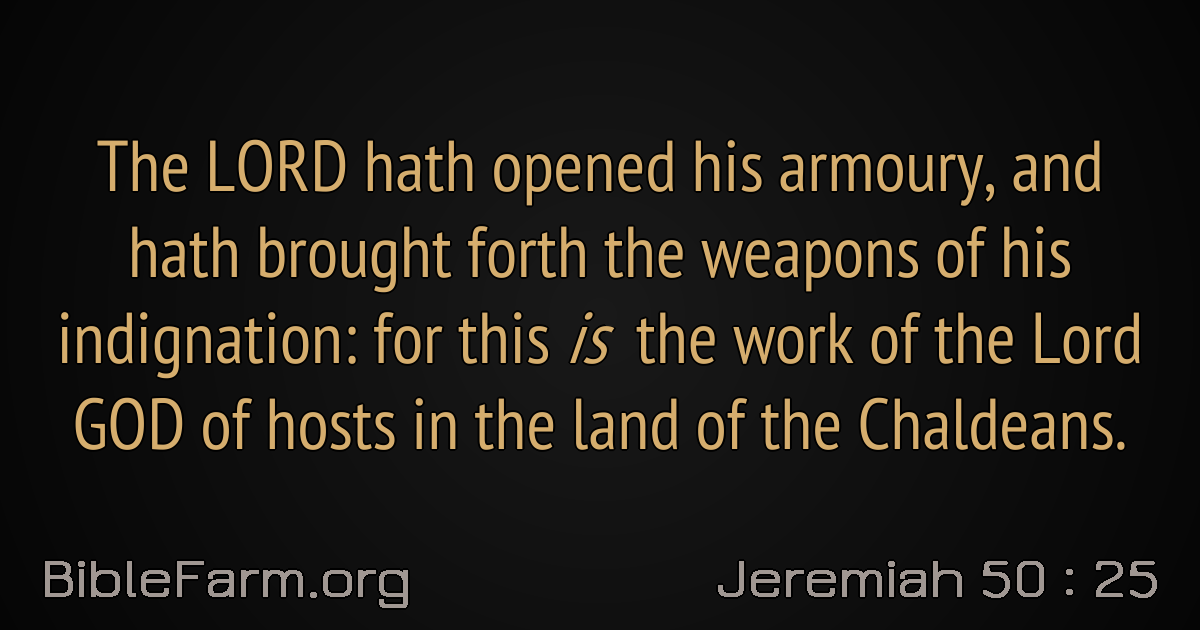 The LORD hath opened his armoury, and
hath brought forth the weapons of his
indignation: for this is the work of the Lord
GOD of hosts in the land of the Chaldeans.
BibleFarm.org
Jeremiah 50 : 25